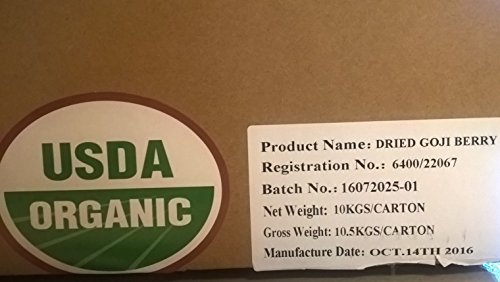 USDA
ORGANIC
Product Name: DRIED GOJI BERRY
Registration No.: 6400/22067
Batch No.: 16072025-01
Net Weight: 10KGS/CARTON
Gross Weight: 10.5KGS/CARTON
Manufacture Date: OCT.14TH 2016